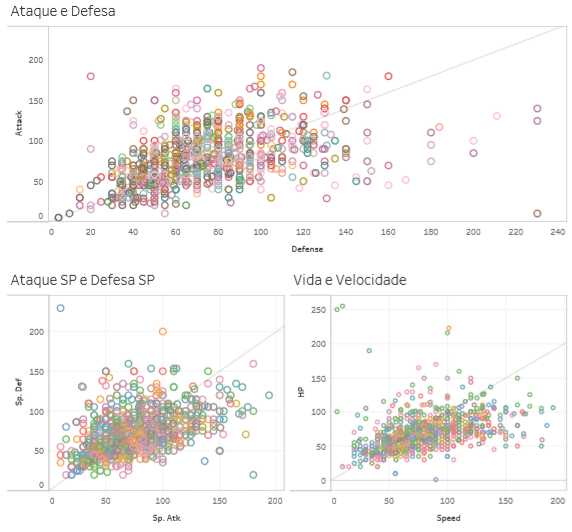 Ataque e Defesa
200
150
100
50
0
0 20 40 60 80 100 120 140 160 180 200 220 240
Attack
Defense
Ataque SP e Defesa SP
200
150
100
50
0
0 50 100 150 200
Sp. Def
Sp. Atk
Vida e Velocidade
250
200
150
100
50
0
0 50 100 150 200
HP
Speed